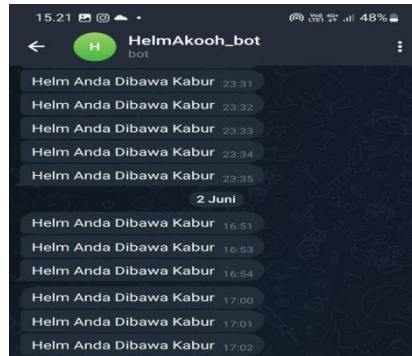 15.21 48%
← H HelmAkooh_bot
bot
Helm Anda Dibawa Kabur 23:31
Helm Anda Dibawa Kabur 23:32
Helm Anda Dibawa Kabur 23:33
Helm Anda Dibawa Kabur 23:34
Helm Anda Dibawa Kabur 23:35
2 Juni
Helm Anda Dibawa Kabur 16:51
Helm Anda Dibawa Kabur 16:53
Helm Anda Dibawa Kabur 16:54
Helm Anda Dibawa Kabur 17:00
Helm Anda Dibawa Kabur 17:01
Helm Anda Dibawa Kabur 17:02